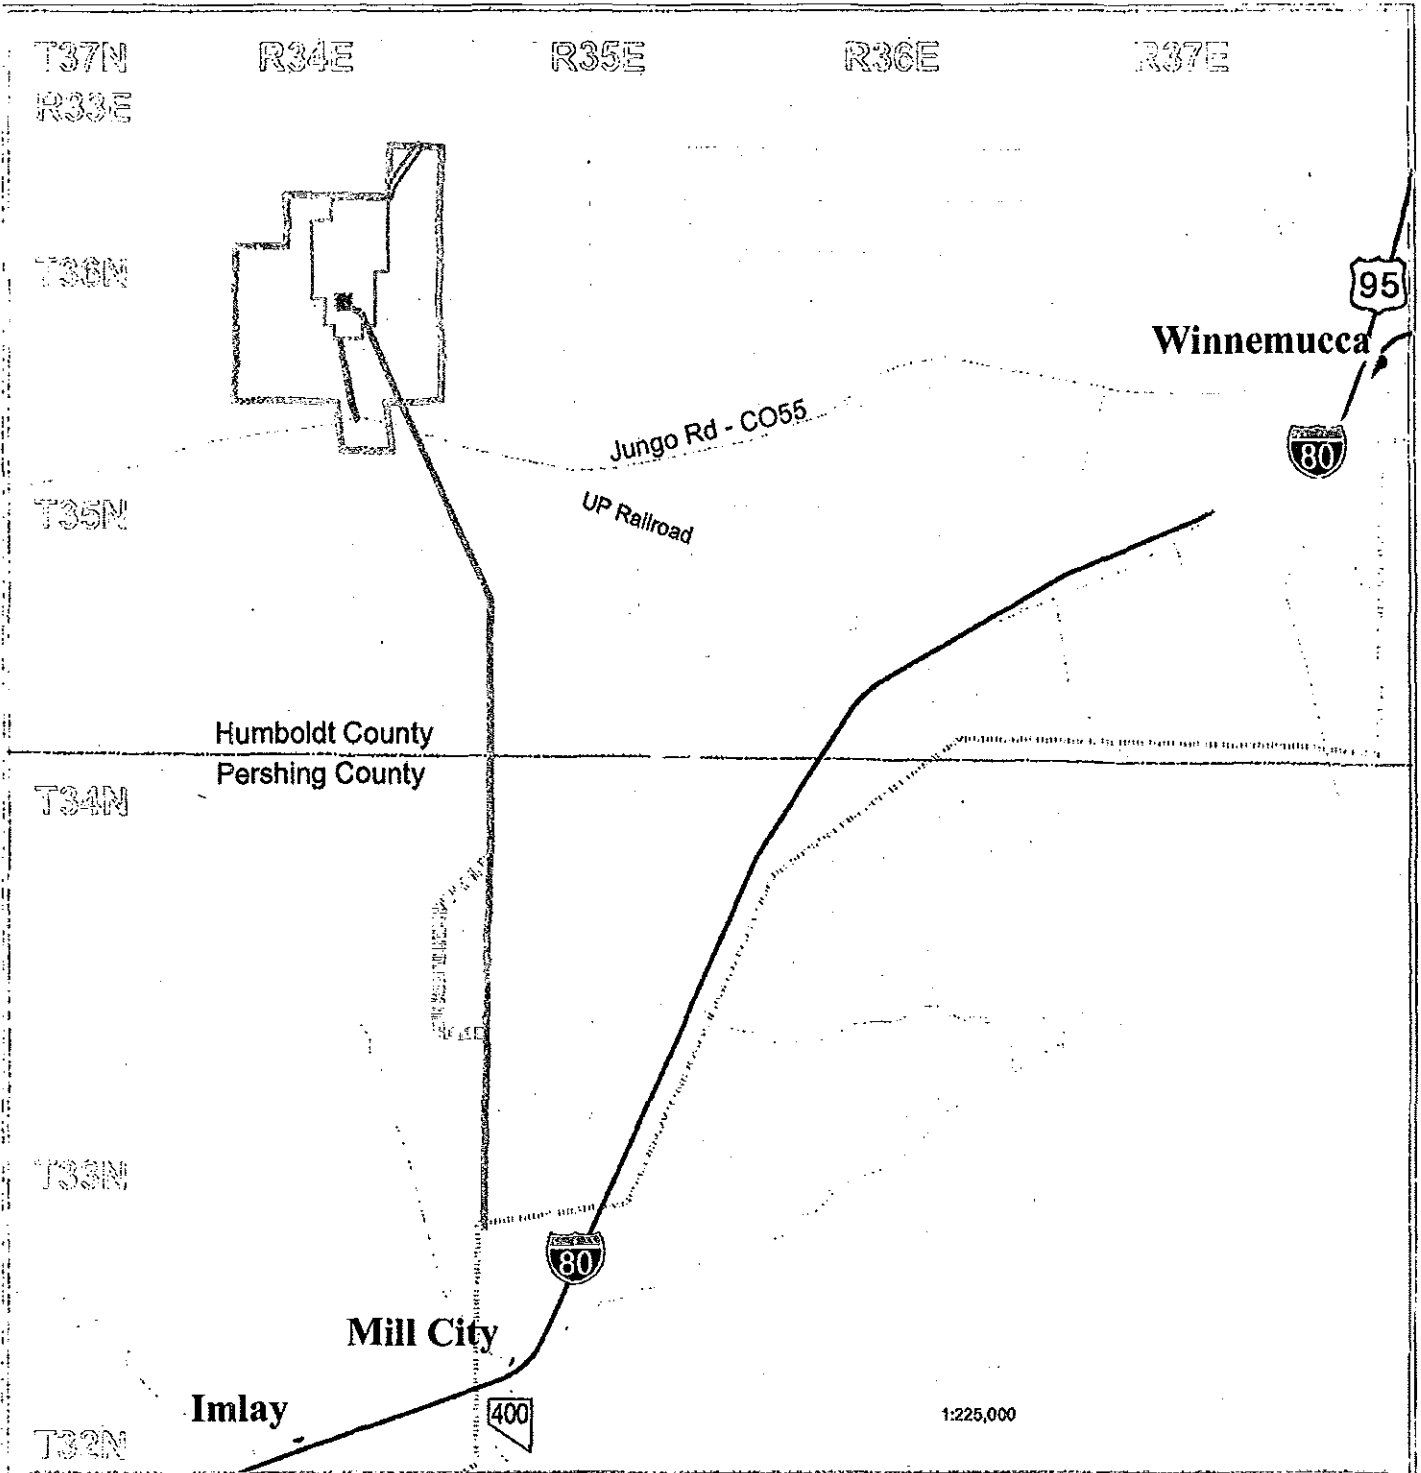 T37N R34E R35E R36E R37E
R33E
T36N
95
Winnemucca
Jungo Rd - CO55
80
UP Railroad
T35N
Humboldt County
Pershing County
T34N
T33N
80
Mill City
Imlay
400
1:225,000
T32N